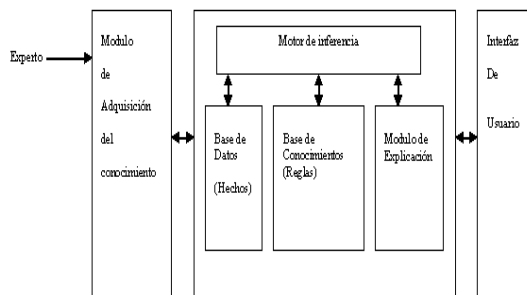 Experto
Modulo
de
Adquisición
del
conocimiento
Motor de inferencia
Base de
Datos
(Hechos)
Base de
Conocimientos
(Reglas)
Modulo de
Explicación
Interfaz
De
Usuario